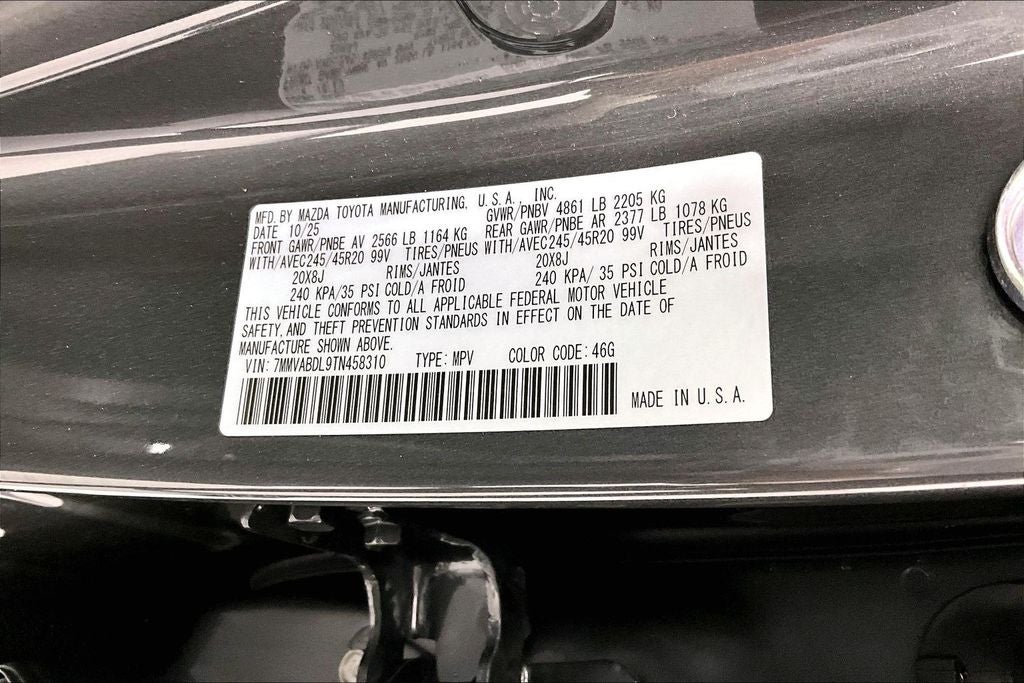 MFD. BY MAZDA TOYOTA MANUFACTURING, U.S.A., INC.
DATE 10/25 GVWR/PNBV 4861 LB 2205 KG
FRONT GAWR/PNBE AV 2566 LB 1164 KG REAR GAWR/PNBE AR 2377 LB 1078 KG
WITH/AVEC245/45R20 99V TIRES/PNEUS WITH/AVEC245/45R20 99V TIRES/PNEUS
20X8J RIMS/JANTES 20X8J RIMS/JANTES
240 KPA/ 35 PSI COLD/A FROID 240 KPA/ 35 PSI COLD/A FROID
THIS VEHICLE CONFORMS TO ALL APPLICABLE FEDERAL MOTOR VEHICLE
SAFETY, AND THEFT PREVENTION STANDARDS IN EFFECT ON THE DATE OF
MANUFACTURE SHOWN ABOVE.
VIN: 7MMVABDL9TN458310 TYPE: MPV COLOR CODE: 46G
MADE IN U.S.A.